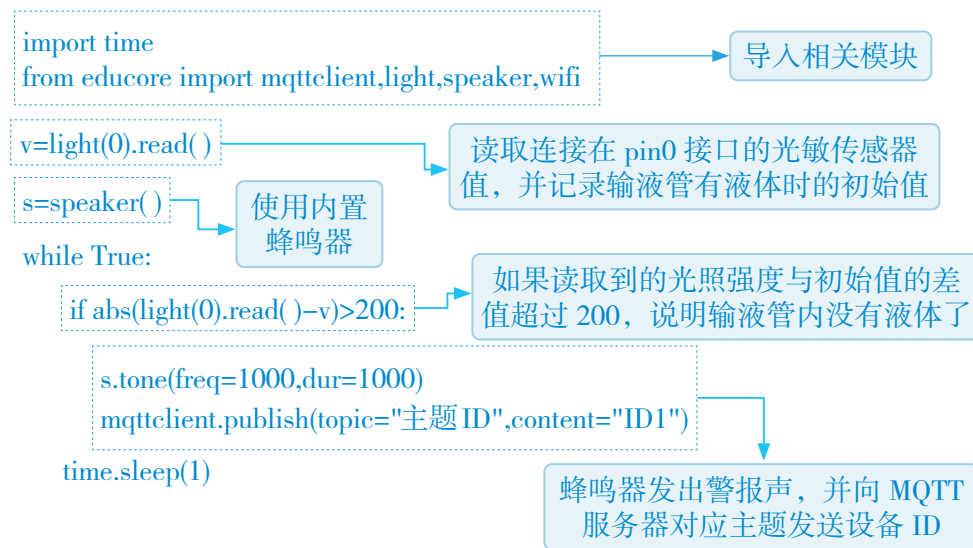 import time
from educore import mqttclient,light,speaker,wifi
导入相关模块
v=light(0).read( )
读取连接在 pin0 接口的光敏传感器
值，并记录输液管有液体时的初始值
s=speaker( )
使用内置
蜂鸣器
while True:
if abs(light(0).read( )–v)>200:
如果读取到的光照强度与初始值的差
值超过 200，说明输液管内没有液体了
s.tone(freq=1000,dur=1000)
mqttclient.publish(topic="主题 ID",content="ID1")
time.sleep(1)
蜂鸣器发出警报声，并向 MQTT
服务器对应主题发送设备 ID